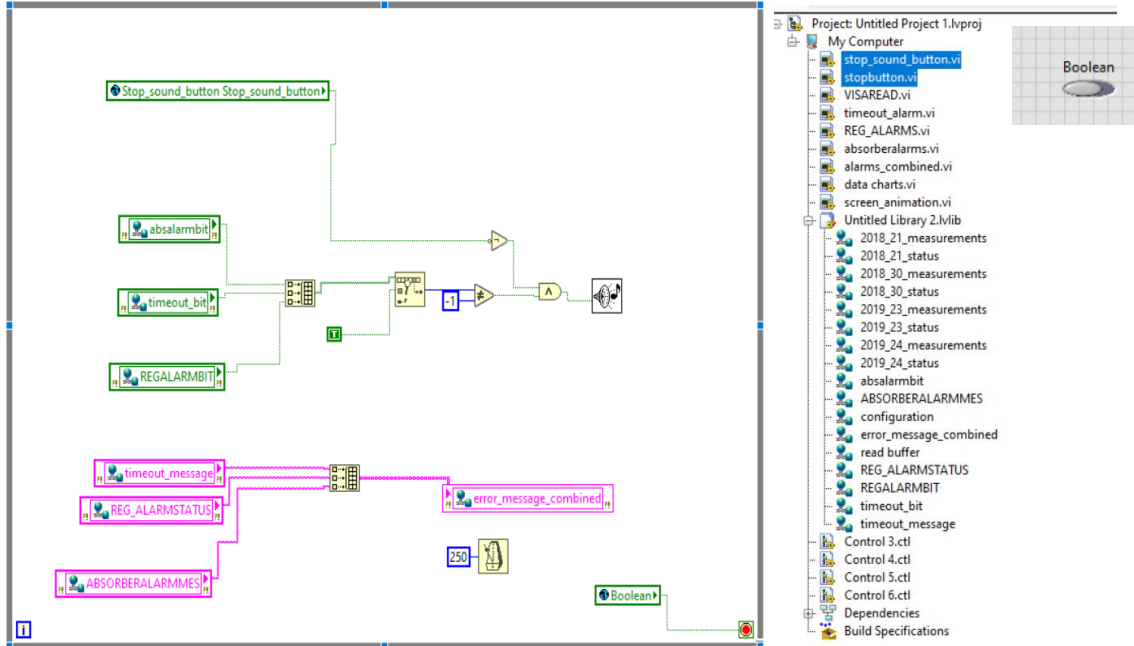 Stop_sound_button Stop_sound_button
absalarmbit
timeout_bit
REGALARMBIT
T
-1
timeout_message
REG_ALARMSTATUS
ABSORBERALARMMES
error_message_combined
250
Boolean
i
Project: Untitled Project 1.lvproj
My Computer
stop_sound_button.vi
stopbutton.vi
VISAREAD.vi
timeout_alarm.vi
REG_ALARMS.vi
absorberalarms.vi
alarms_combined.vi
data charts.vi
screen_animation.vi
Untitled Library 2.lvlib
2018_21_measurements
2018_21_status
2018_30_measurements
2018_30_status
2019_23_measurements
2019_23_status
2019_24_measurements
2019_24_status
absalarmbit
ABSORBERALARMMES
configuration
error_message_combined
read buffer
REG_ALARMSTATUS
REGALARMBIT
timeout_bit
timeout_message
Control 3.ctl
Control 4.ctl
Control 5.ctl
Control 6.ctl
Dependencies
Build Specifications
Boolean